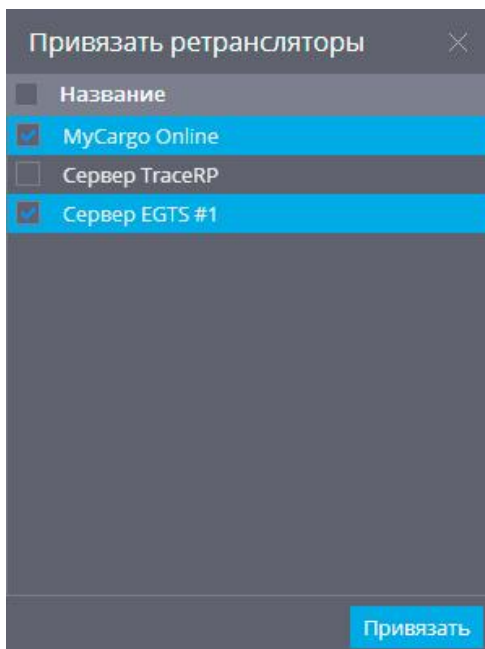 Привязать ретрансляторы
Название
MyCargo Online
Сервер TraceRP
Сервер EGTS #1
Привязать